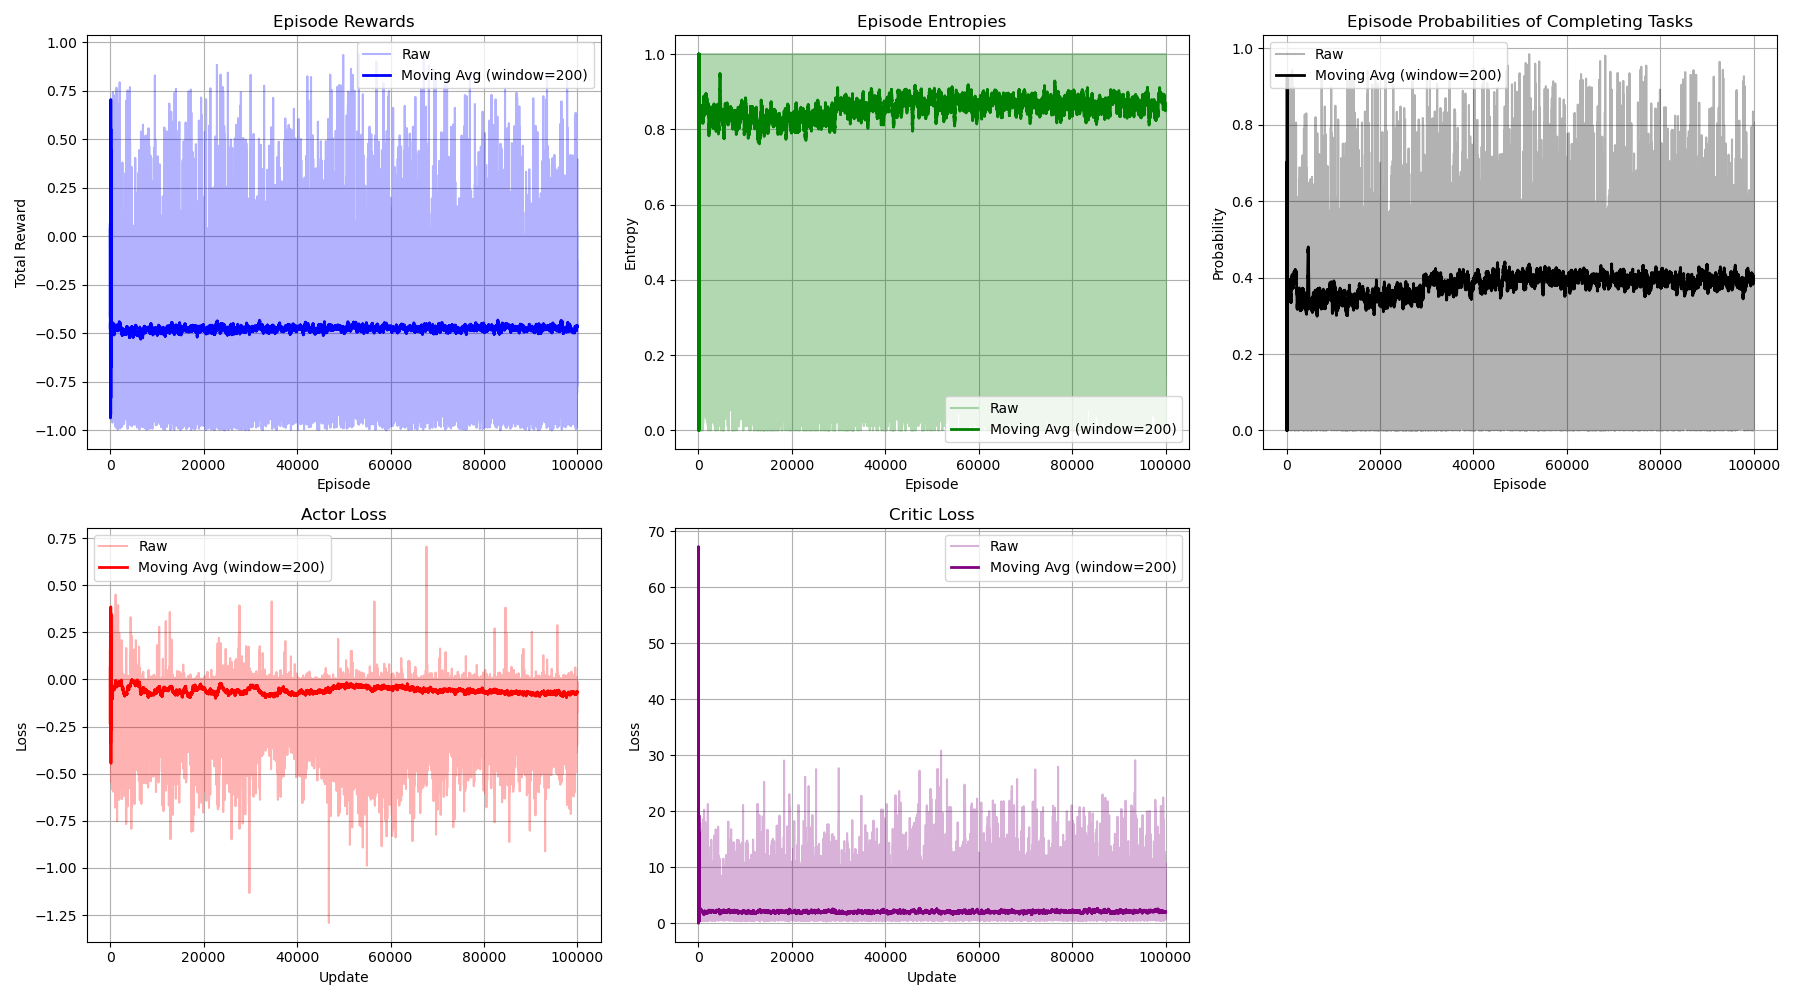 Episode Rewards
Total Reward
1.00
0.75
0.50
0.25
0.00
−0.25
−0.50
−0.75
−1.00
Raw
Moving Avg (window=200)
0 20000 40000 60000 80000 100000
Episode
Episode Entropies
Entropy
1.0
0.8
0.6
0.4
0.2
0.0
Raw
Moving Avg (window=200)
0 20000 40000 60000 80000 100000
Episode
Episode Probabilities of Completing Tasks
Probability
1.0
0.8
0.6
0.4
0.2
0.0
Raw
Moving Avg (window=200)
0 20000 40000 60000 80000 100000
Episode
Actor Loss
Loss
0.75
0.50
0.25
0.00
−0.25
−0.50
−0.75
−1.00
−1.25
Raw
Moving Avg (window=200)
0 20000 40000 60000 80000 100000
Update
Critic Loss
Loss
70
60
50
40
30
20
10
0
Raw
Moving Avg (window=200)
0 20000 40000 60000 80000 100000
Update